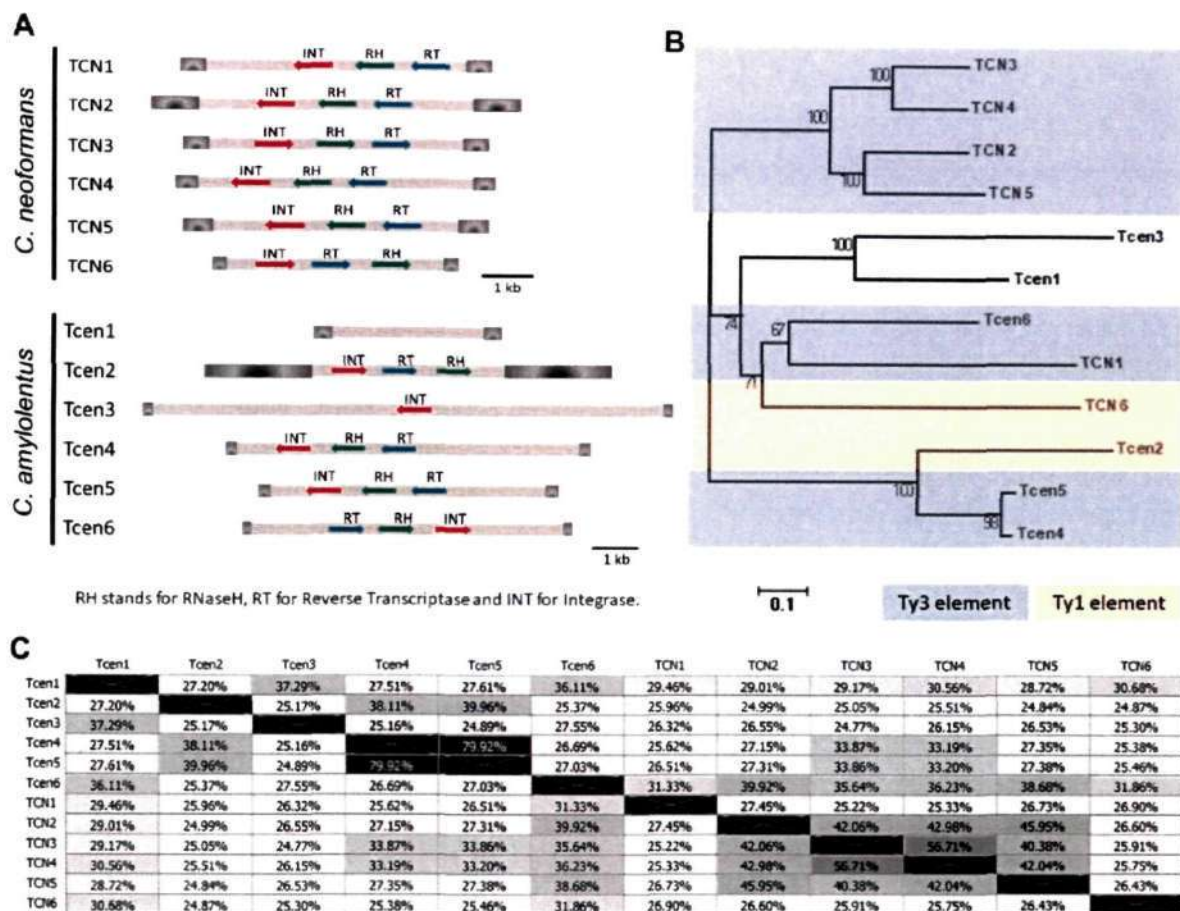 A
C. neoformans
TCN1
INT RH RT
TCN2
INT RH RT
TCN3
INT RH RT
TCN4
INT RH RT
TCN5
INT RH RT
TCN6
INT RT RH
1 kb
C. amylolentus
Tcen1
Tcen2
INT RT RH
Tcen3
INT
Tcen4
INT RH RT
Tcen5
INT RH RT
Tcen6
RT RH INT
1 kb
RH stands for RNaseH, RT for Reverse Transcriptase and INT for Integrase.
B
100
TCN3
TCN4
100
TCN2
100
TCN5
100
Tcen3
Tcen1
74
67
Tcen6
TCN1
71
TCN6
Tcen2
100
Tcen5
98
Tcen4
0.1
Ty3 element
Ty1 element
C
Tcen1 Tcen2 Tcen3 Tcen4 Tcen5 Tcen6 TCN1 TCN2 TCN3 TCN4 TCN5 TCN6
Tcen1 27.20% 37.29% 27.51% 27.61% 36.11% 29.46% 29.01% 29.17% 30.56% 28.72% 30.68%
Tcen2 27.20% 25.17% 38.11% 39.96% 25.37% 25.96% 24.99% 25.05% 25.51% 24.84% 24.87%
Tcen3 37.29% 25.17% 25.16% 24.89% 27.55% 26.32% 26.55% 24.77% 26.15% 26.53% 25.30%
Tcen4 27.51% 38.11% 25.16% 79.92% 26.69% 25.62% 27.15% 33.87% 33.19% 27.35% 25.38%
Tcen5 27.61% 39.96% 24.89% 79.92% 27.03% 26.51% 27.31% 33.86% 33.20% 27.38% 25.46%
Tcen6 36.11% 25.37% 27.55% 26.69% 27.03% 31.33% 39.92% 35.64% 36.23% 38.68% 31.86%
TCN1 29.46% 25.96% 26.32% 25.62% 26.51% 31.33% 27.45% 25.22% 25.33% 26.73% 26.90%
TCN2 29.01% 24.99% 26.55% 27.15% 27.31% 39.92% 27.45% 42.06% 42.98% 45.95% 26.60%
TCN3 29.17% 25.05% 24.77% 33.87% 33.86% 35.64% 25.22% 42.06% 56.71% 40.38% 25.91%
TCN4 30.56% 25.51% 26.15% 33.19% 33.20% 36.23% 25.33% 42.98% 56.71% 42.04% 25.75%
TCN5 28.72% 24.84% 26.53% 27.35% 27.38% 38.68% 26.73% 45.95% 40.38% 42.04% 26.43%
TCN6 30.68% 24.87% 25.30% 25.38% 25.46% 31.86% 26.90% 26.60% 25.91% 25.75% 26.43%